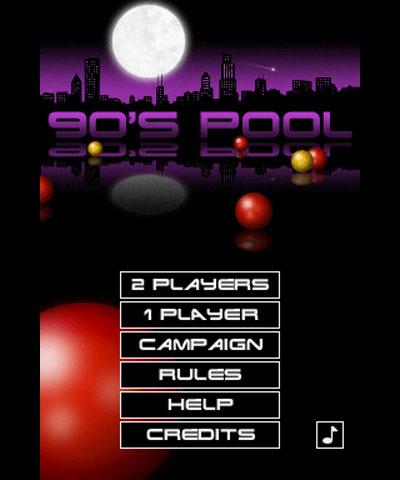 90'S POOL
2 PLAYERS
1 PLAYER
CAMPAIGN
RULES
HELP
CREDITS